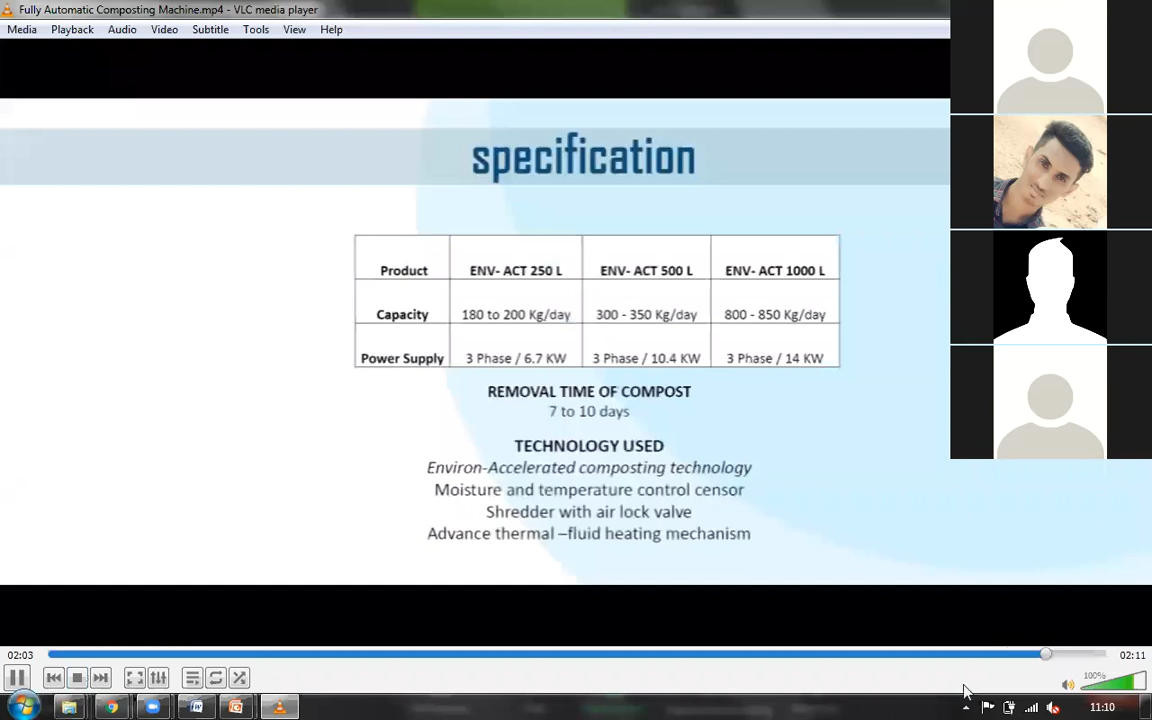 Fully Automatic Composting Machine.mp4 - VLC media player
Media Playback Audio Video Subtitle Tools View Help
specification
Product ENV- ACT 250 L ENV- ACT 500 L ENV- ACT 1000 L
Capacity 180 to 200 Kg/day 300 - 350 Kg/day 800 - 850 Kg/day
Power Supply 3 Phase / 6.7 KW 3 Phase / 10.4 KW 3 Phase / 14 KW
REMOVAL TIME OF COMPOST
7 to 10 days
TECHNOLOGY USED
Environ-Accelerated composting technology
Moisture and temperature control censor
Shredder with air lock valve
Advance thermal –fluid heating mechanism
02:03 02:11
100%
11:10